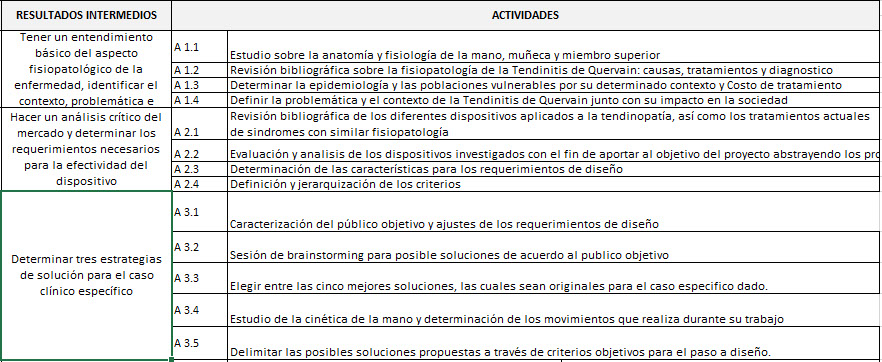 RESULTADOS INTERMEDIOS
ACTIVIDADES
Tener un entendimiento
básico del aspecto
fisiopatológico de la
enfermedad, identificar el
contexto, problemática e
A 1.1
Estudio sobre la anatomía y fisiología de la mano, muñeca y miembro superior
A 1.2
Revisión bibliográfica sobre la fisiopatología de la Tendinitis de Quervain: causas, tratamientos y diagnostico
A 1.3
Determinar la epidemiología y las poblaciones vulnerables por su determinado contexto y Costo de tratamiento
A 1.4
Definir la problemática y el contexto de la Tendinitis de Quervain junto con su impacto en la sociedad
Hacer un análisis crítico del
mercado y determinar los
requerimientos necesarios
para la efectividad del
dispositivo
A 2.1
Revisión bibliográfica de los diferentes dispositivos aplicados a la tendinopatía, así como los tratamientos actuales
de sindromes con similar fisiopatología
A 2.2
Evaluación y analisis de los dispositivos investigados con el fin de aportar al objetivo del proyecto abstrayendo los
A 2.3
Determinación de las características para los requerimientos de diseño
A 2.4
Definición y jerarquización de los criterios
Determinar tres estrategias
de solución para el caso
clínico específico
A 3.1
Caracterización del público objetivo y ajustes de los requerimientos de diseño
A 3.2
Sesión de brainstorming para posible soluciones de acuerdo al publico objetivo
A 3.3
Elegir entre las cinco mejores soluciones, las cuales sean originales para el caso especifico dado.
A 3.4
Estudio de la cinética de la mano y determinación de los movimientos que realiza durante su trabajo
A 3.5
Delimitar las posibles soluciones propuestas a través de criterios objetivos para el paso a diseño.